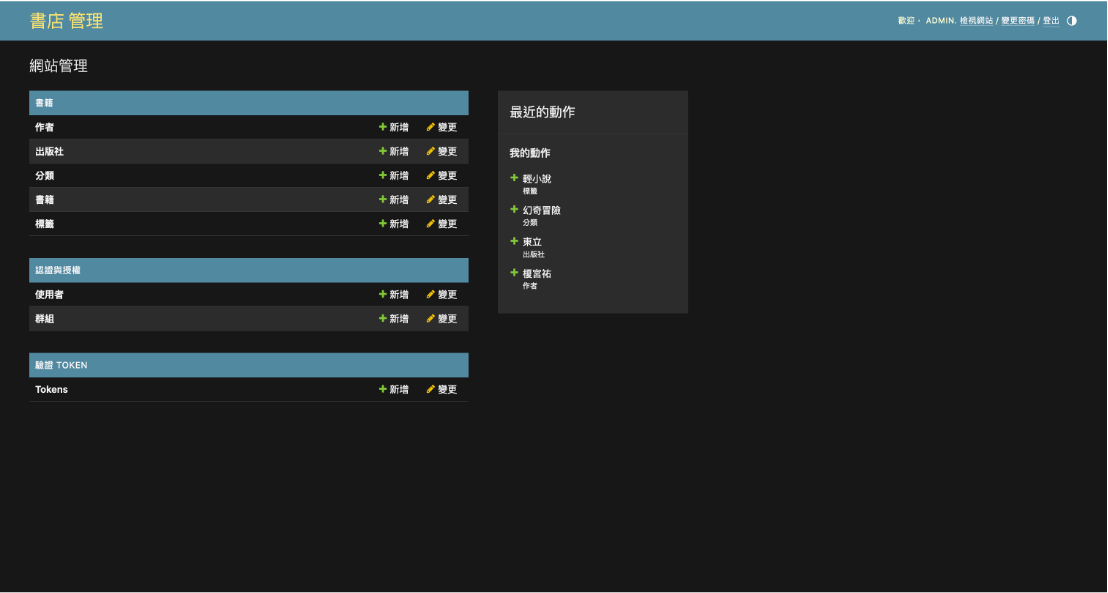 書店 管理
歡迎， ADMIN. 檢視網站 / 變更密碼 / 登出
網站管理
書籍
作者 新增 變更
出版社 新增 變更
分類 新增 變更
書籍 新增 變更
標籤 新增 變更
認證與授權
使用者 新增 變更
群組 新增 變更
驗證 TOKEN
Tokens 新增 變更
最近的動作
我的動作
輕小說
標籤
幻奇冒險
分類
東立
出版社
榎宮祐
作者